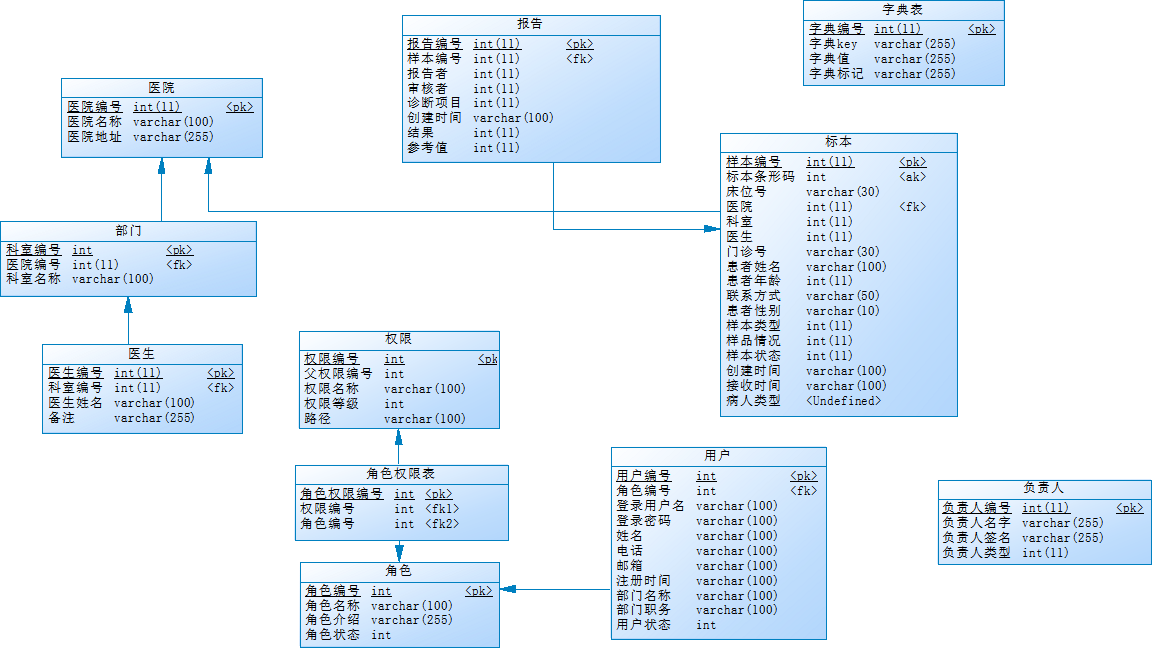 报告
报告编号 int(11) <pk>
样本编号 int(11) <fk>
报告者 int(11)
审核者 int(11)
诊断项目 int(11)
创建时间 varchar(100)
结果 int(11)
参考值 int(11)
字典表
字典编号 int(11) <pk>
字典key varchar(255)
字典值 varchar(255)
字典标记 varchar(255)
医院
医院编号 int(11) <pk>
医院名称 varchar(100)
医院地址 varchar(255)
标本
样本编号 int(11) <pk>
标本条形码 int <ak>
床位号 varchar(30)
医院 int(11) <fk>
科室 int(11)
医生 int(11)
门诊号 varchar(30)
患者姓名 varchar(100)
患者年龄 int(11)
联系方式 varchar(50)
患者性别 varchar(10)
样本类型 int(11)
样品情况 int(11)
样本状态 int(11)
创建时间 varchar(100)
接收时间 varchar(100)
病人类型 <Undefined>
部门
科室编号 int <pk>
医院编号 int(11) <fk>
科室名称 varchar(100)
医生
医生编号 int(11) <pk>
科室编号 int(11) <fk>
医生姓名 varchar(100)
备注 varchar(255)
权限
权限编号 int <pk
父权限编号 int
权限名称 varchar(100)
权限等级 int
路径 varchar(100)
角色权限表
角色权限编号 int <pk>
权限编号 int <fk1>
角色编号 int <fk2>
角色
角色编号 int <pk>
角色名称 varchar(100)
角色介绍 varchar(255)
角色状态 int
用户
用户编号 int <pk>
角色编号 int <fk>
登录用户名 varchar(100)
登录密码 varchar(100)
姓名 varchar(100)
电话 varchar(100)
邮箱 varchar(100)
注册时间 varchar(100)
部门名称 varchar(100)
部门职务 varchar(100)
用户状态 int
负责人
负责人编号 int(11) <pk>
负责人名字 varchar(255)
负责人签名 varchar(255)
负责人类型 int(11)